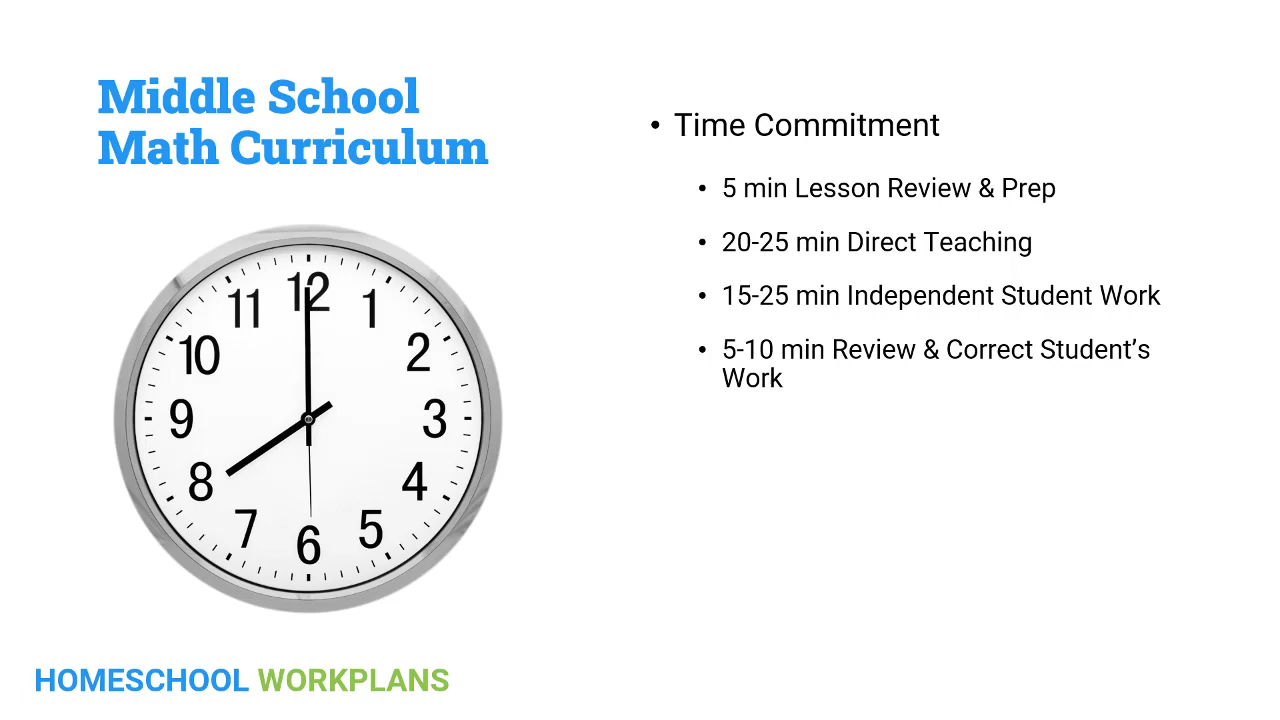 Middle School
Math Curriculum
12
1
2
3
4
5
6
7
8
9
10
11
HOMESCHOOL WORKPLANS
• Time Commitment
• 5 min Lesson Review & Prep
• 20-25 min Direct Teaching
• 15-25 min Independent Student Work
• 5-10 min Review & Correct Student’s
Work